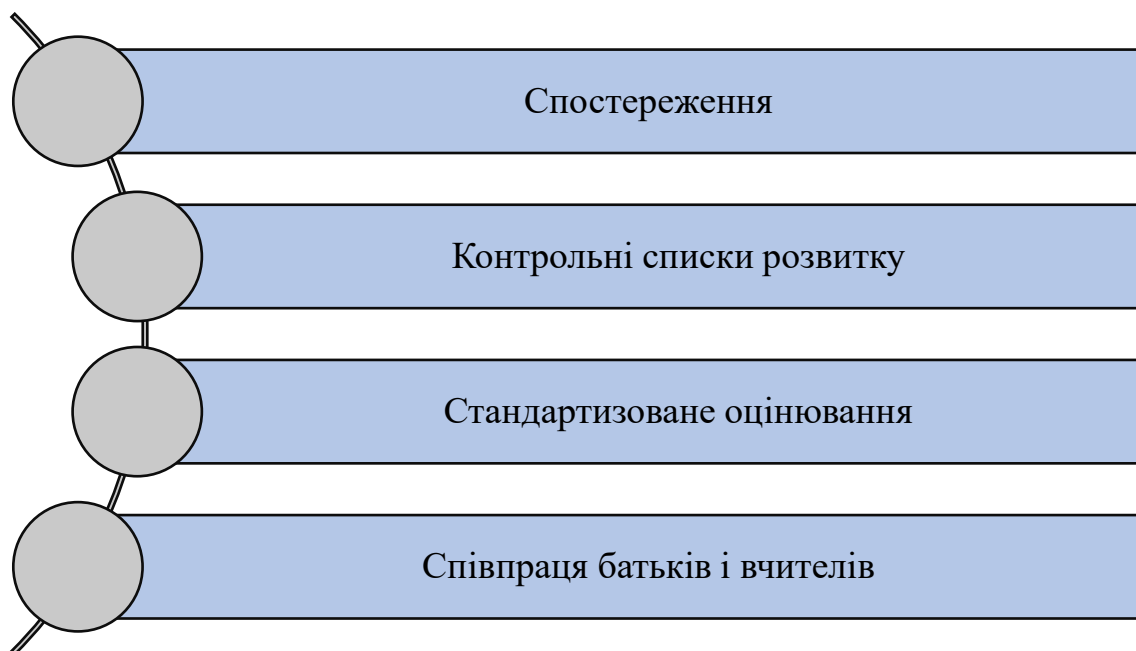 Спостереження
Контрольні списки розвитку
Стандартизоване оцінювання
Співпраця батьків і вчителів